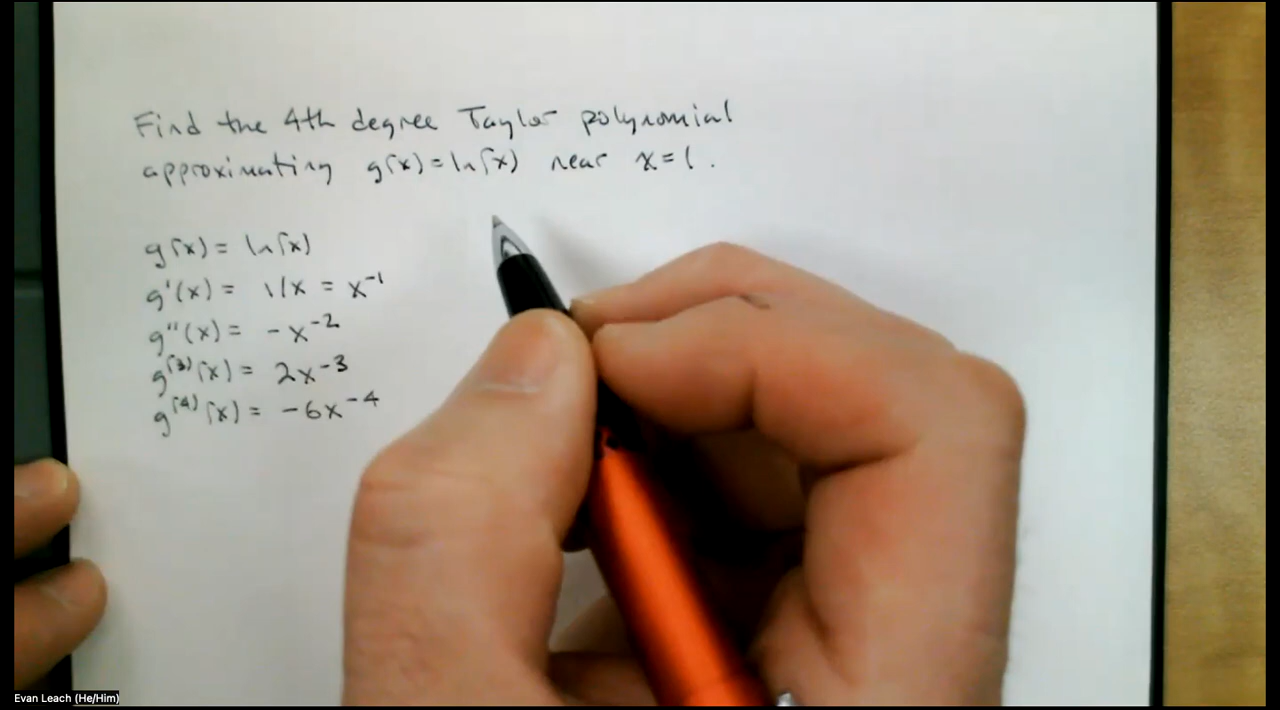 Find the 4th degree Taylor polynomial
approximating g(x)=ln(x) near x=1.
g(x) = ln(x)
g'(x) = 1/x = x⁻¹
g''(x) = -x⁻²
g⁽³⁾(x) = 2x⁻³
g⁽⁴⁾(x) = -6x⁻⁴
Evan Leach (He/Him)